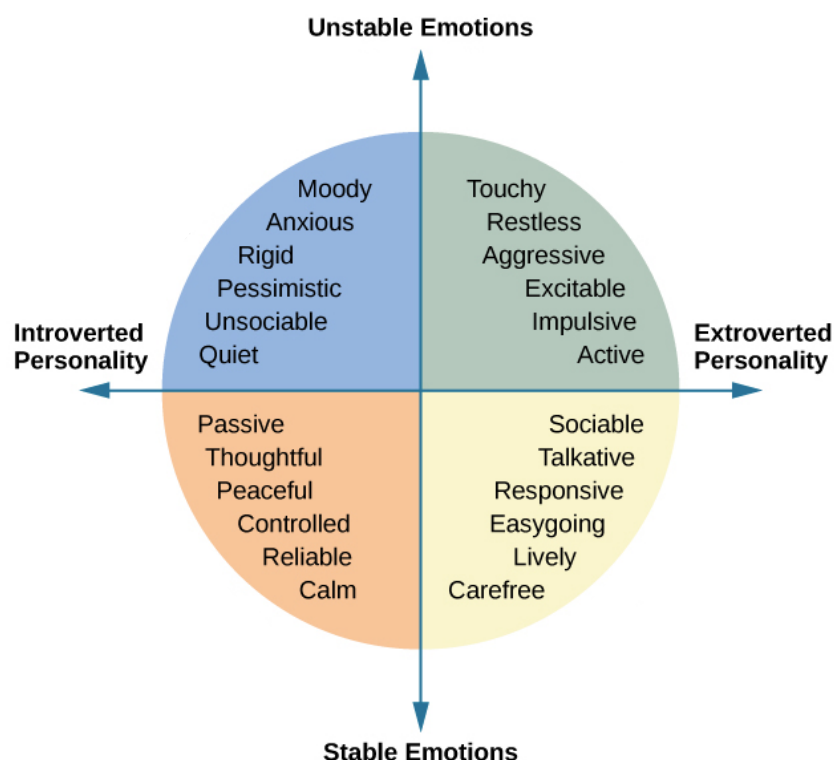 Unstable Emotions
Moody
Anxious
Rigid
Pessimistic
Unsociable
Quiet
Touchy
Restless
Aggressive
Excitable
Impulsive
Active
Introverted
Personality
Extroverted
Personality
Passive
Thoughtful
Peaceful
Controlled
Reliable
Calm
Sociable
Talkative
Responsive
Easygoing
Lively
Carefree
Stable Emotions